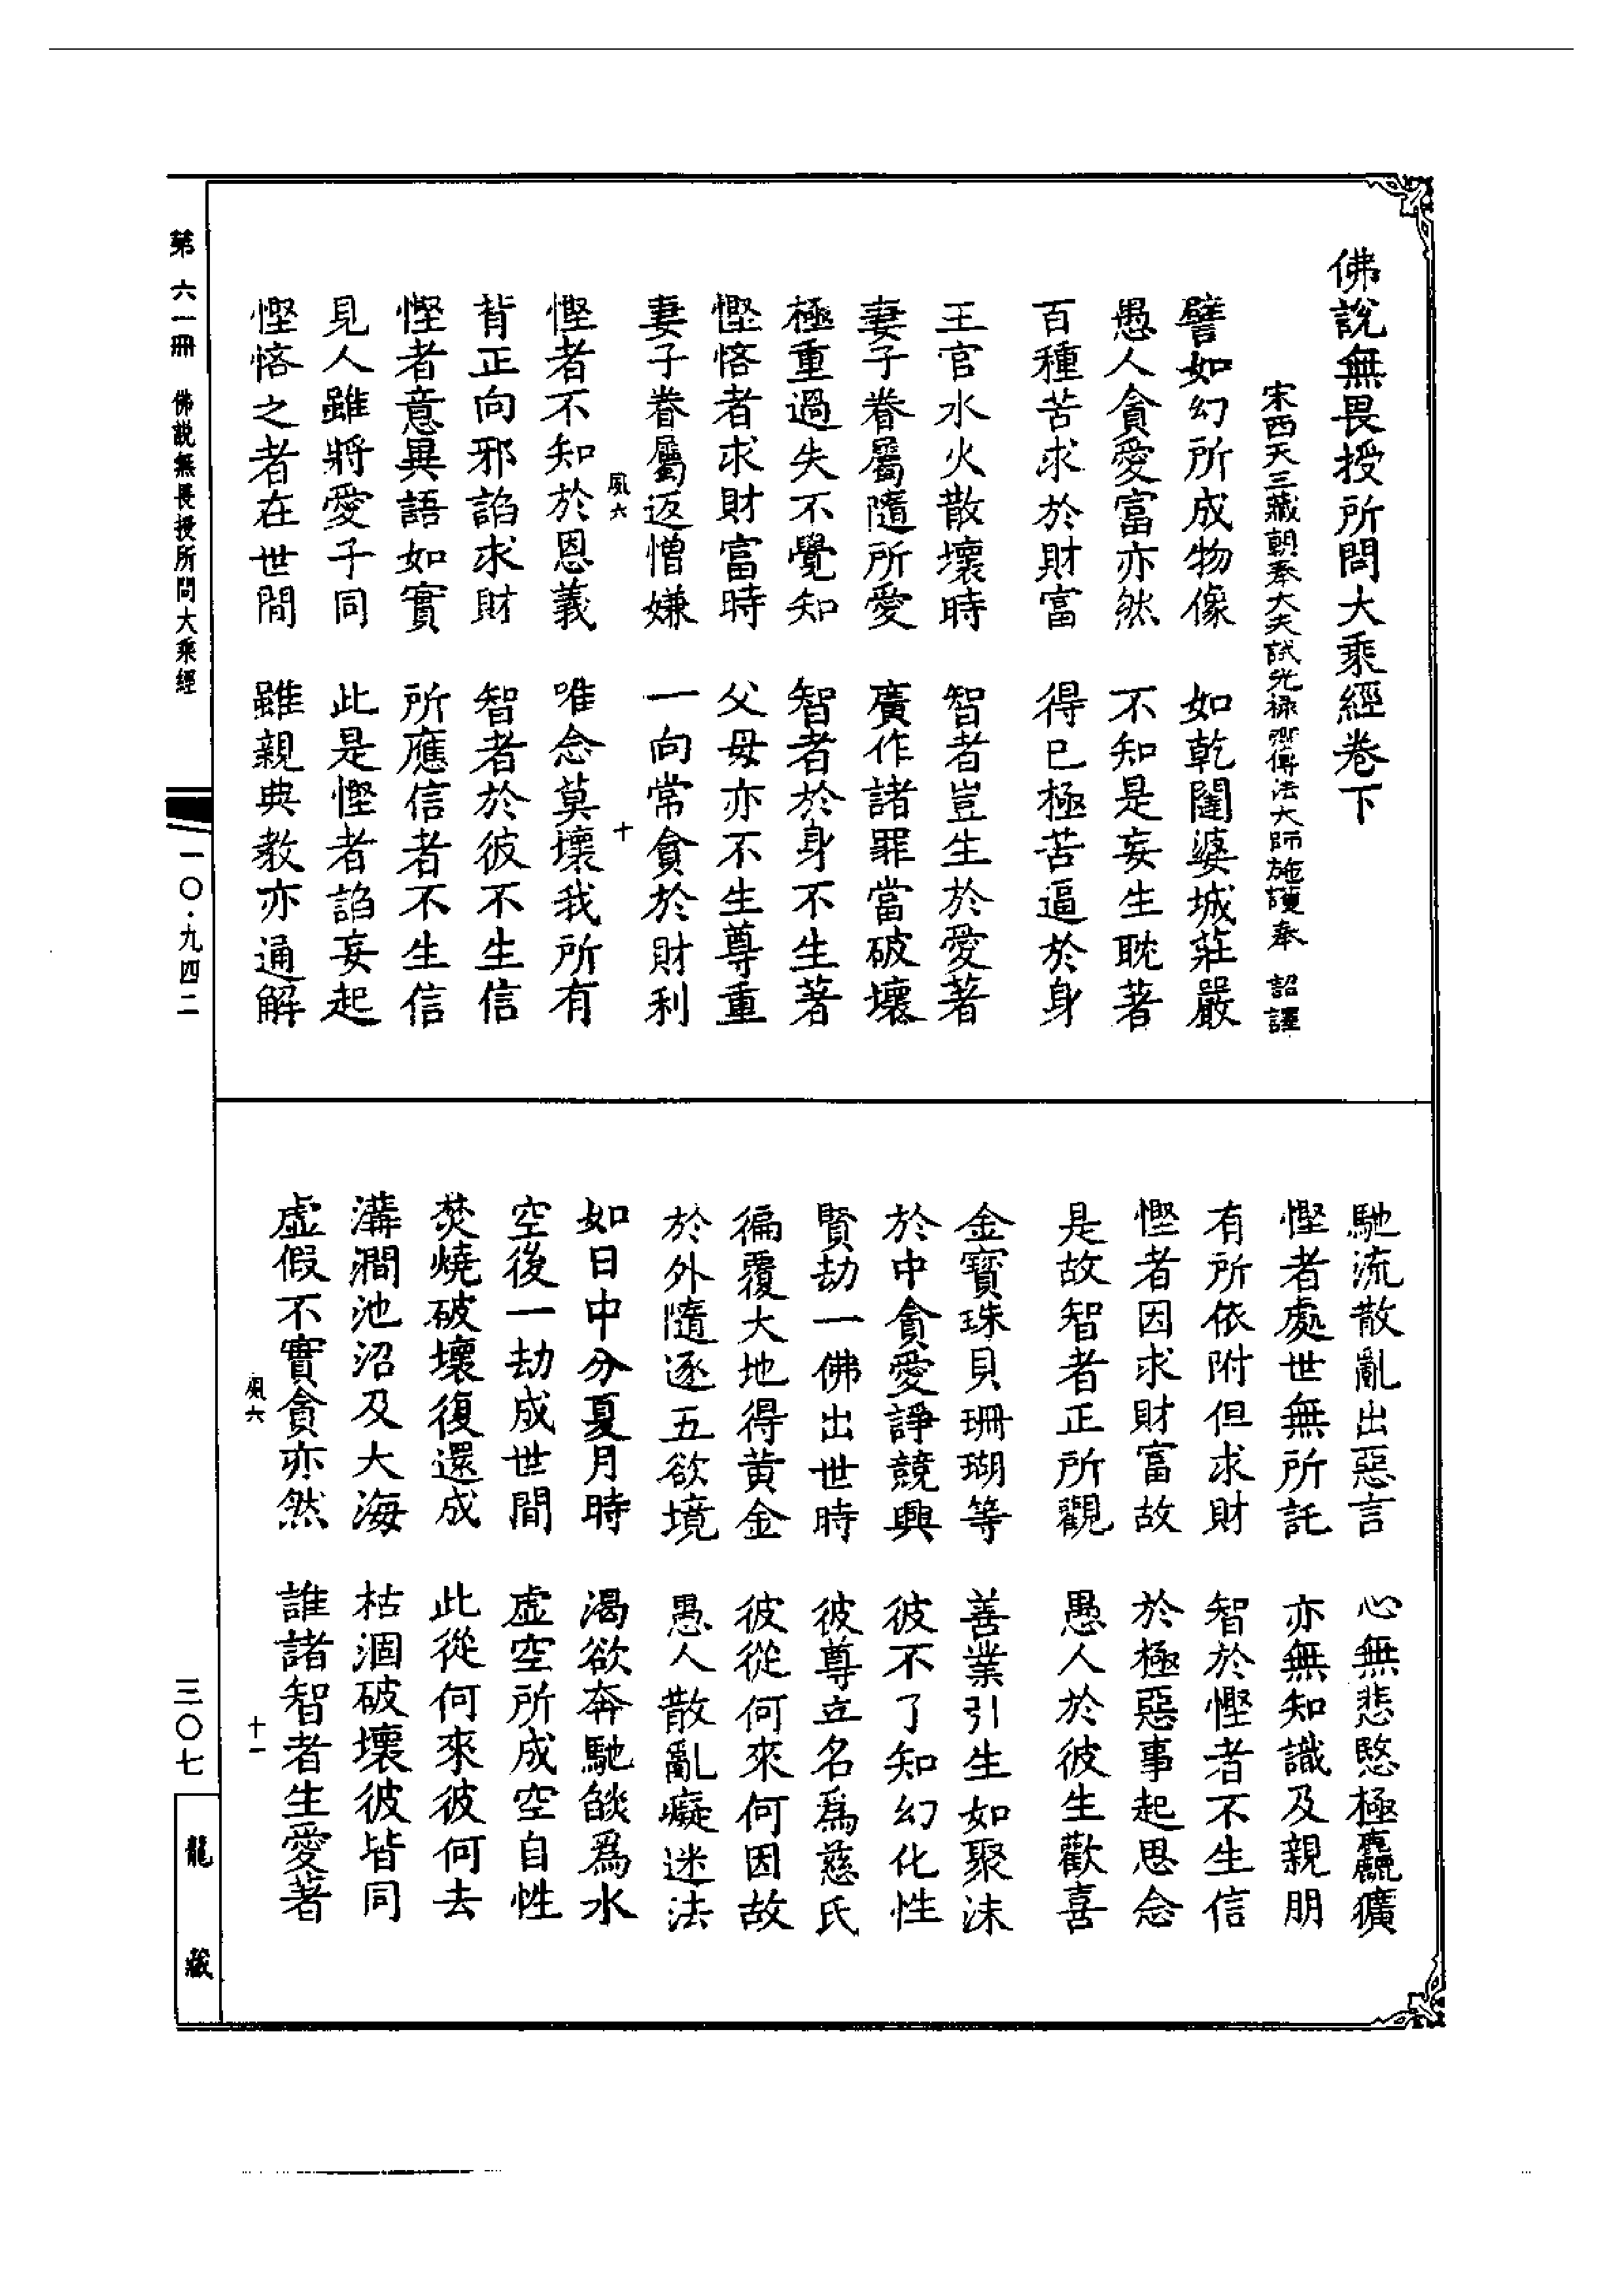 佛說無畏授所問大乘經卷下
宋西天三藏朝奉大夫試光祿卿傳法大師施護奉 詔譯
譬如幻所成物像 如乾闥婆城莊嚴
愚人貪愛富亦然 不知是妄生耽著
百種苦求於財富 得已極苦逼於身
王官水火散壞時 智者豈生於愛著
妻子眷屬隨所愛 廣作諸罪當破壞
極重過失不覺知 智者於身不生著
慳悋者求財富時 父母亦不生尊重
妻子眷屬返憎嫌 一向常貪於財利
夙六 十
慳者不知於恩義 唯念莫壞我所有
背正向邪諂求財 智者於彼不生信
慳者意異語如實 所應信者不生信
見人雖將愛子同 此是慳者諂妄起
慳悋之者在世間 雖親典教亦通解
馳流散亂出惡言 心無悲愍極麤獷
慳者處世無所託 亦無知識及親朋
有所依附但求財 智於慳者不生信
慳者因求財富故 於極惡事起思念
是故智者正所觀 愚人於彼生歡喜
金寶珠貝珊瑚等 善業引生如聚沫
於中貪愛諍競興 彼不了知幻化性
賢劫一佛出世時 彼尊立名為慈氏
徧覆大地得黃金 彼從何來何因故
於外隨逐五欲境 愚人散亂癡迷法
如日中分夏月時 渴欲奔馳燄爲水
空後一劫成世間 虛空所成空自性
焚燒破壞復還成 此從何來彼何去
溝澗池沼及大海 枯涸破壞彼皆同
虛假不實貪亦然 誰諸智者生愛著
夙六 十一
第六一冊 佛說無畏授所問大乘經
一〇·九四二
三〇七
龍藏